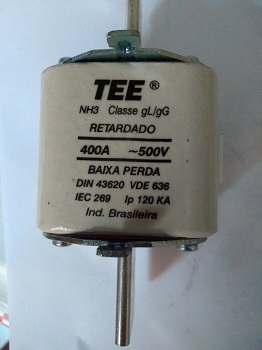 TEE ®
NH3 Classe gL/gG
RETARDADO
400A ~500V
BAIXA PERDA
DIN 43620 VDE 636
IEC 269 Ip 120 KA
Ind. Brasileira